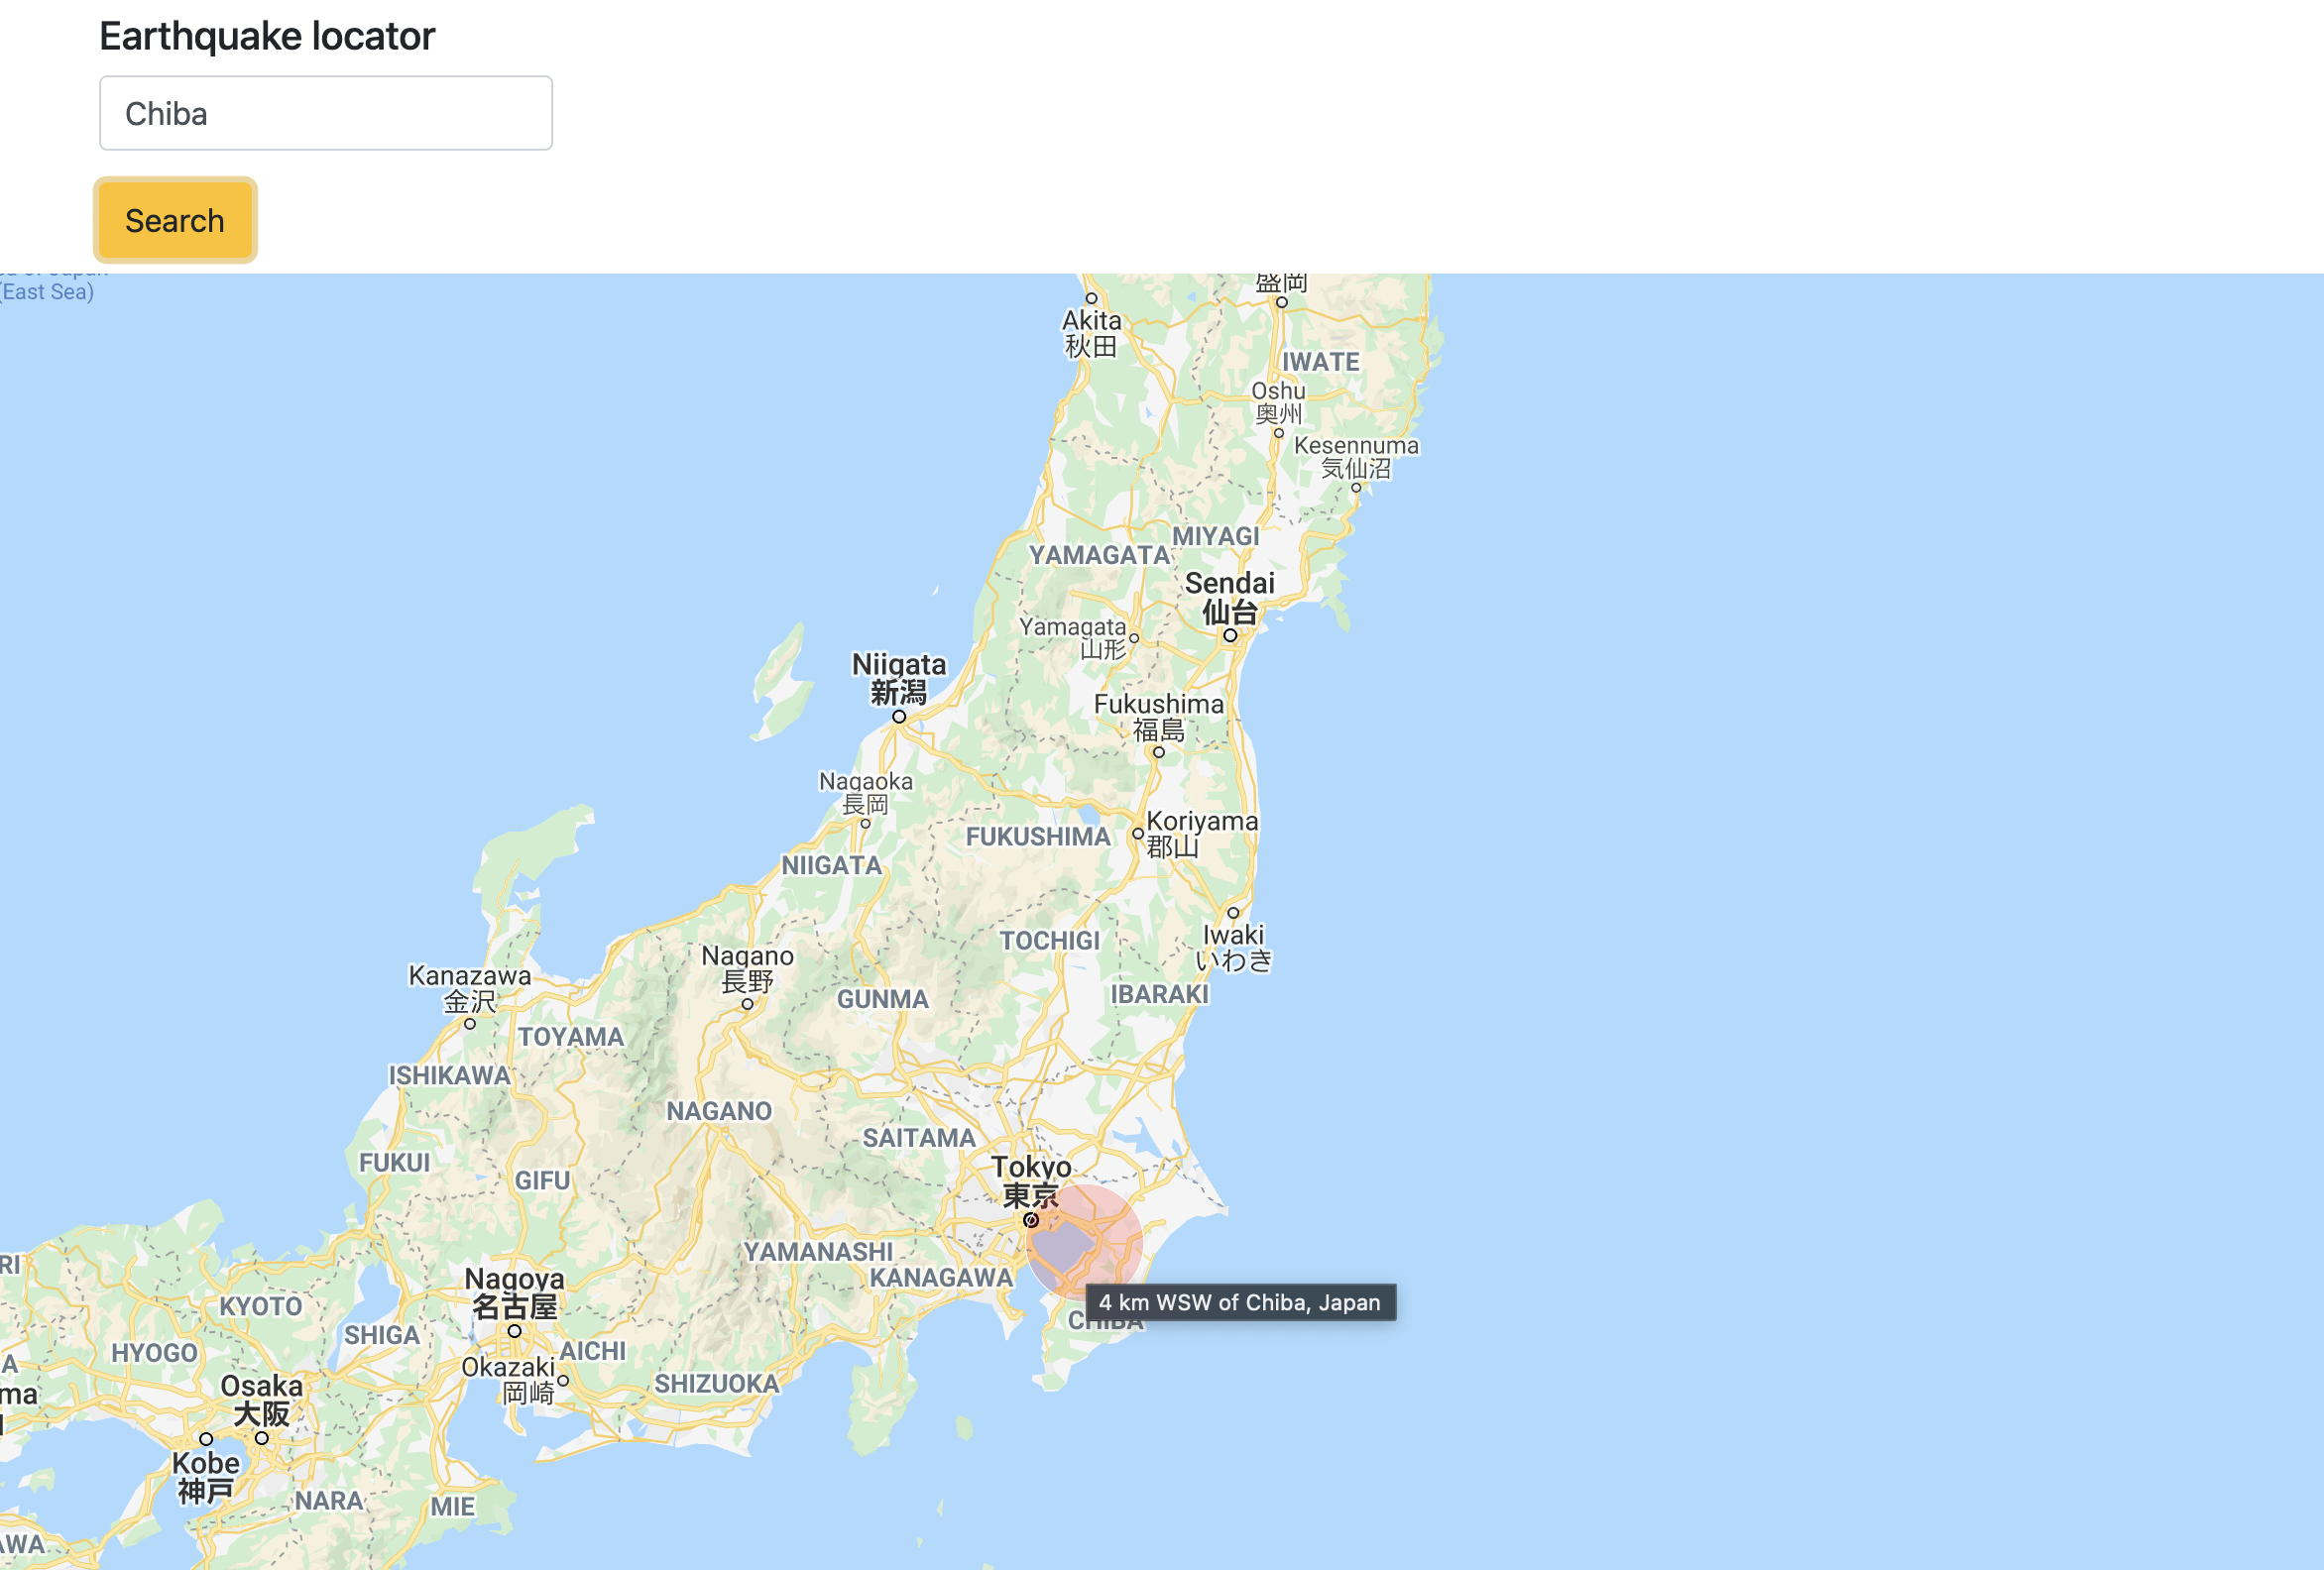 Earthquake locator
Chiba
Search
(East Sea)
盛岡
Akita
秋田
IWATE
Oshu
奥州
Kesennuma
気仙沼
MIYAGI
YAMAGATA
Sendai
仙台
Yamagata
山形
Niigata
新潟
Fukushima
福島
Nagaoka
長岡
Koriyama
郡山
FUKUSHIMA
NIIGATA
Iwaki
いわき
TOCHIGI
Nagano
長野
Kanazawa
金沢
GUNMA
IBARAKI
TOYAMA
ISHIKAWA
NAGANO
SAITAMA
FUKUI
GIFU
Tokyo
東京
YAMANASHI
KANAGAWA
RI
Nagoya
名古屋
KYOTO
4 km WSW of Chiba, Japan
CHIBA
SHIGA
HYOGO
AICHI
A
Okazaki
岡崎
SHIZUOKA
Osaka
大阪
ma
Kobe
神戸
NARA
MIE
AWA